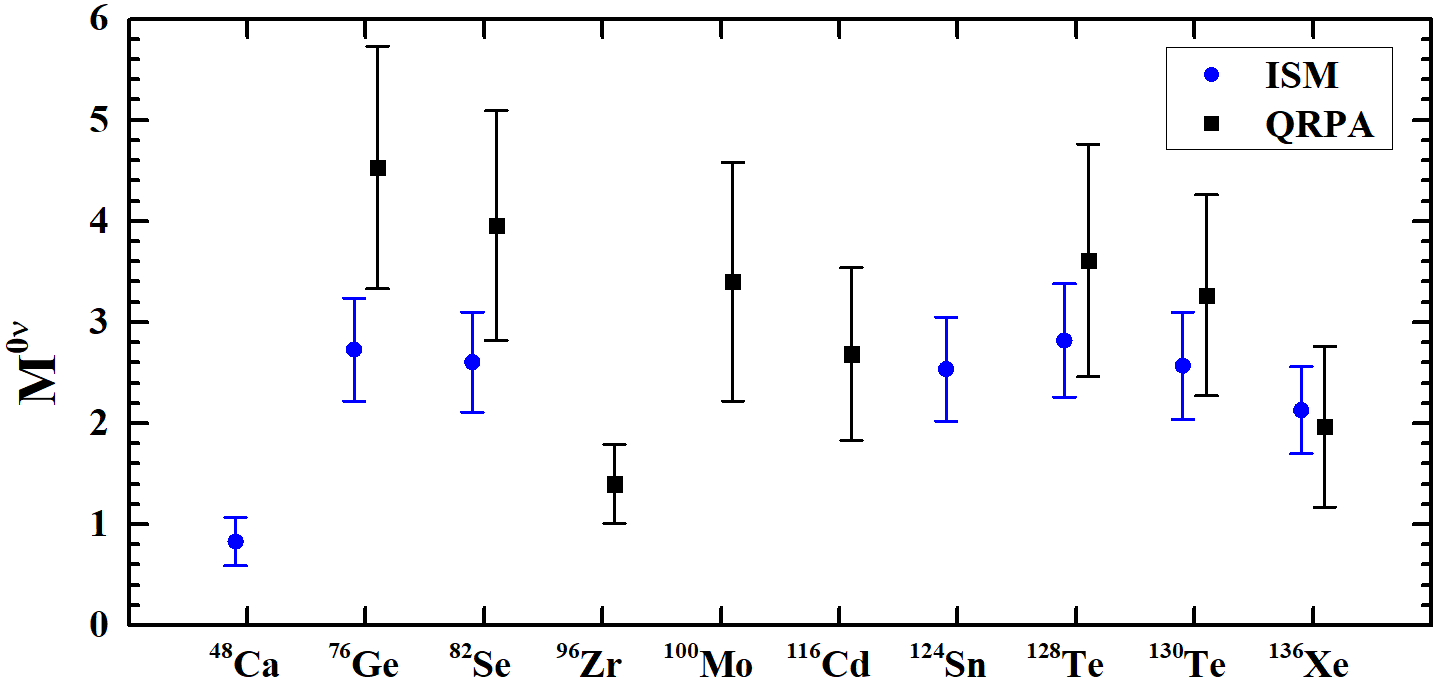 6
5
4
3
2
1
0
M⁰ᵛ
ISM
QRPA
⁴⁸Ca ⁷⁶Ge ⁸²Se ⁹⁶Zr ¹⁰⁰Mo ¹¹⁶Cd ¹²⁴Sn ¹²⁸Te ¹³⁰Te ¹³⁶Xe